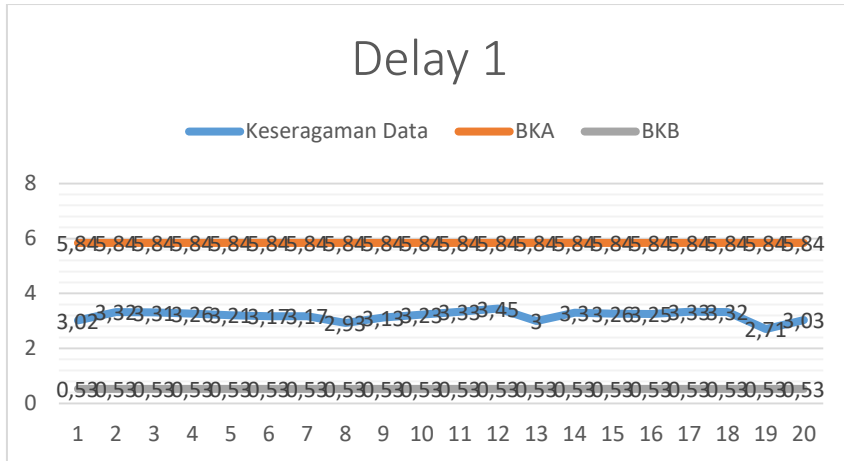 Delay 1
Keseragaman Data BKA BKB
8
6
5,84 5,84 5,84 5,84 5,84 5,84 5,84 5,84 5,84 5,84 5,84 5,84 5,84 5,84 5,84 5,84 5,84 5,84 5,84 5,84
4
3,02 3,32 3,31 3,26 3,21 3,17 3,17 2,93 3,13 3,23 3,33 3,45 3 3,3 3,26 3,25 3,33 3,32 2,71 3,03
2
0,53 0,53 0,53 0,53 0,53 0,53 0,53 0,53 0,53 0,53 0,53 0,53 0,53 0,53 0,53 0,53 0,53 0,53 0,53 0,53
0
1 2 3 4 5 6 7 8 9 10 11 12 13 14 15 16 17 18 19 20